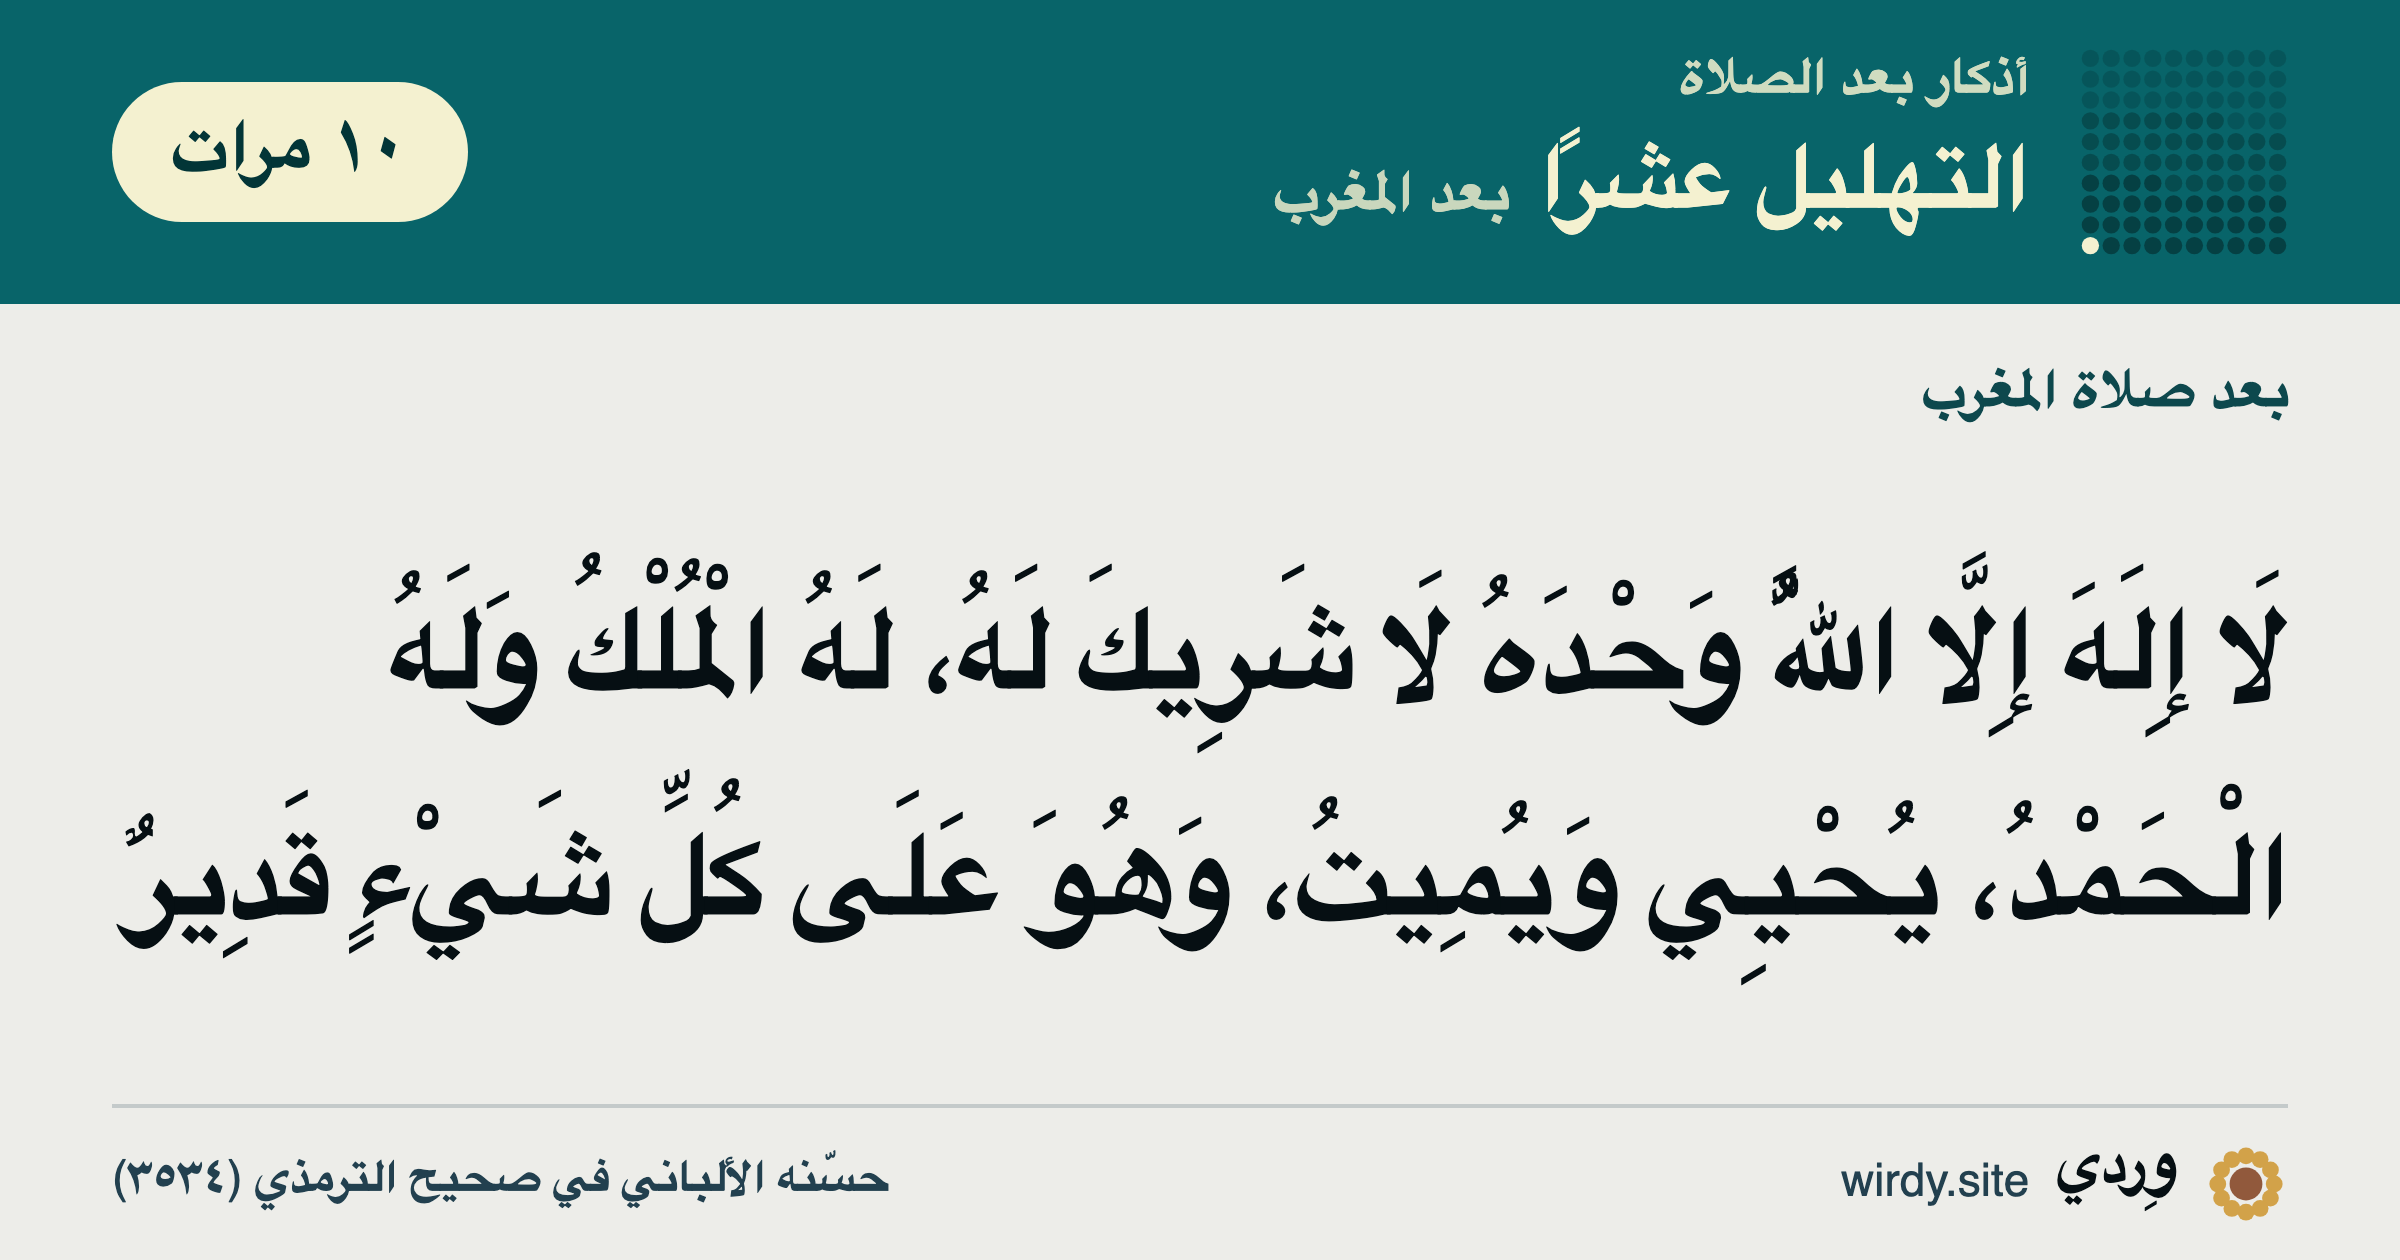 أذكار بعد الصلاة
التهليل عشراً بعد المغرب
١٠ مرات
بعد صلاة المغرب
لَا إِلَهَ إِلَّا اللهُ وَحْدَهُ لَا شَرِيكَ لَهُ، لَهُ الْمُلْكُ وَلَهُ
الْحَمْدُ، يُحْيِي وَيُمِيتُ، وَهُوَ عَلَى كُلِّ شَيْءٍ قَدِيرٌ
وِردي wirdy.site
حسّنه الألباني في صحيح الترمذي (٣٥٣٤)